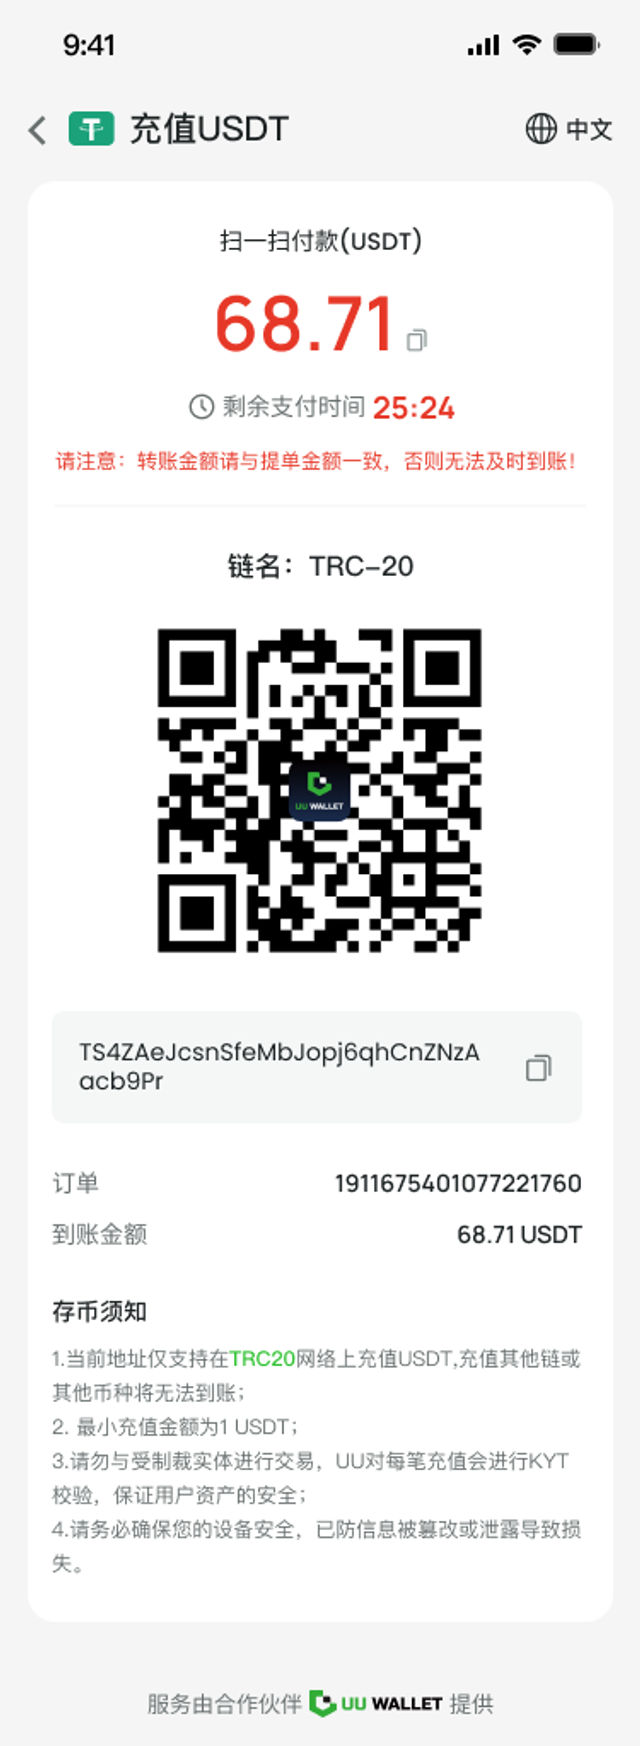 9:41
充值USDT
中文
扫一扫付款(USDT)
68.71
剩余支付时间 25:24
请注意：转账金额请与提单金额一致，否则无法及时到账！
链名：TRC-20
UU WALLET
TS4ZAeJcsnSfeMbJopj6qhCnZNzA
acb9Pr
订单 1911675401077221760
到账金额 68.71 USDT
存币须知
1.当前地址仅支持在TRC20网络上充值USDT,充值其他链或
其他币种将无法到账；
2. 最小充值金额为1 USDT；
3.请勿与受制裁实体进行交易，UU对每笔充值会进行KYT
校验，保证用户资产的安全；
4.请务必确保您的设备安全，已防信息被篡改或泄露导致损
失。
服务由合作伙伴 UU WALLET 提供